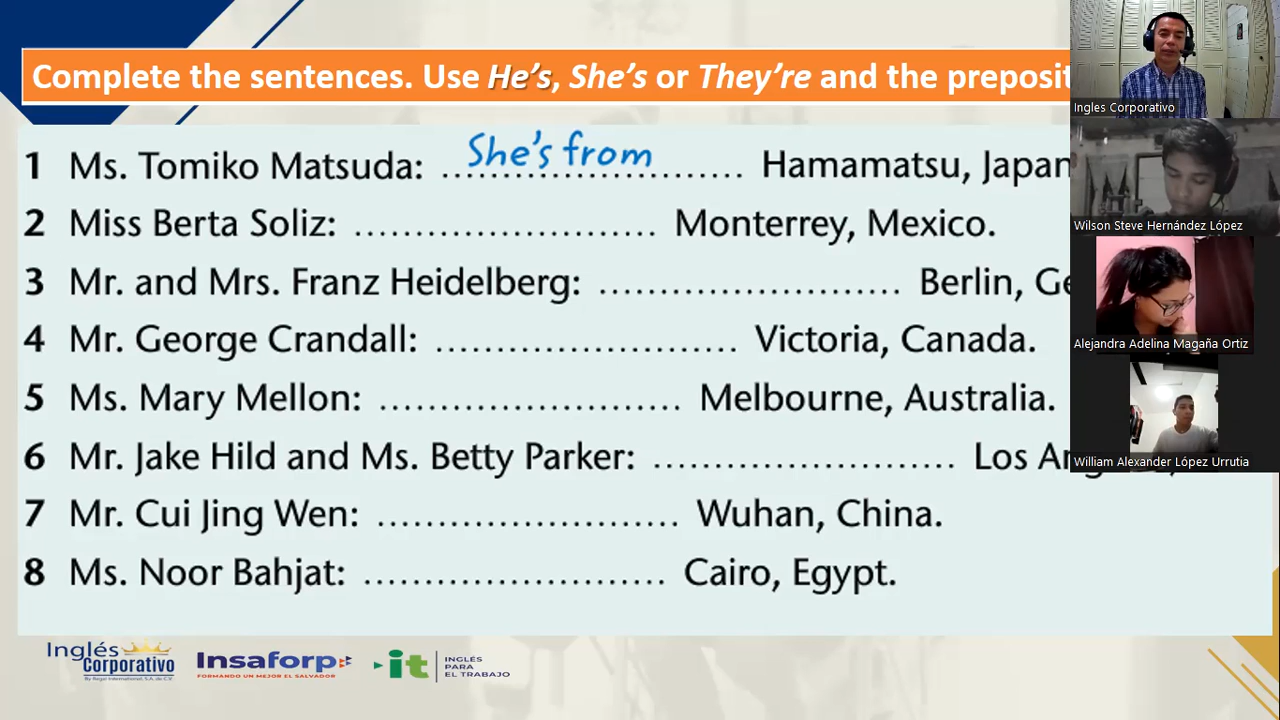 Complete the sentences. Use He's, She's or They're and the
1 Ms. Tomiko Matsuda: She's from Hamamatsu, Japan
2 Miss Berta Soliz: ........................ Monterrey, Mexico.
3 Mr. and Mrs. Franz Heidelberg: ........................ Berlin,
4 Mr. George Crandall: ........................ Victoria, Canada.
5 Ms. Mary Mellon: ........................ Melbourne, Australia.
6 Mr. Jake Hild and Ms. Betty Parker: ........................ Los
7 Mr. Cui Jing Wen: ........................ Wuhan, China.
8 Ms. Noor Bahjat: ........................ Cairo, Egypt.
Ingles Corporativo
Wilson Steve Hernández López
Alejandra Adelina Magaña Ortiz
William Alexander López Urrutia
Inglés
Corporativo
By Regal International, S.A. de C.V.
Insaforp
FORMANDO UN MEJOR EL SALVADOR
it
INGLÉS
PARA
EL TRABAJO